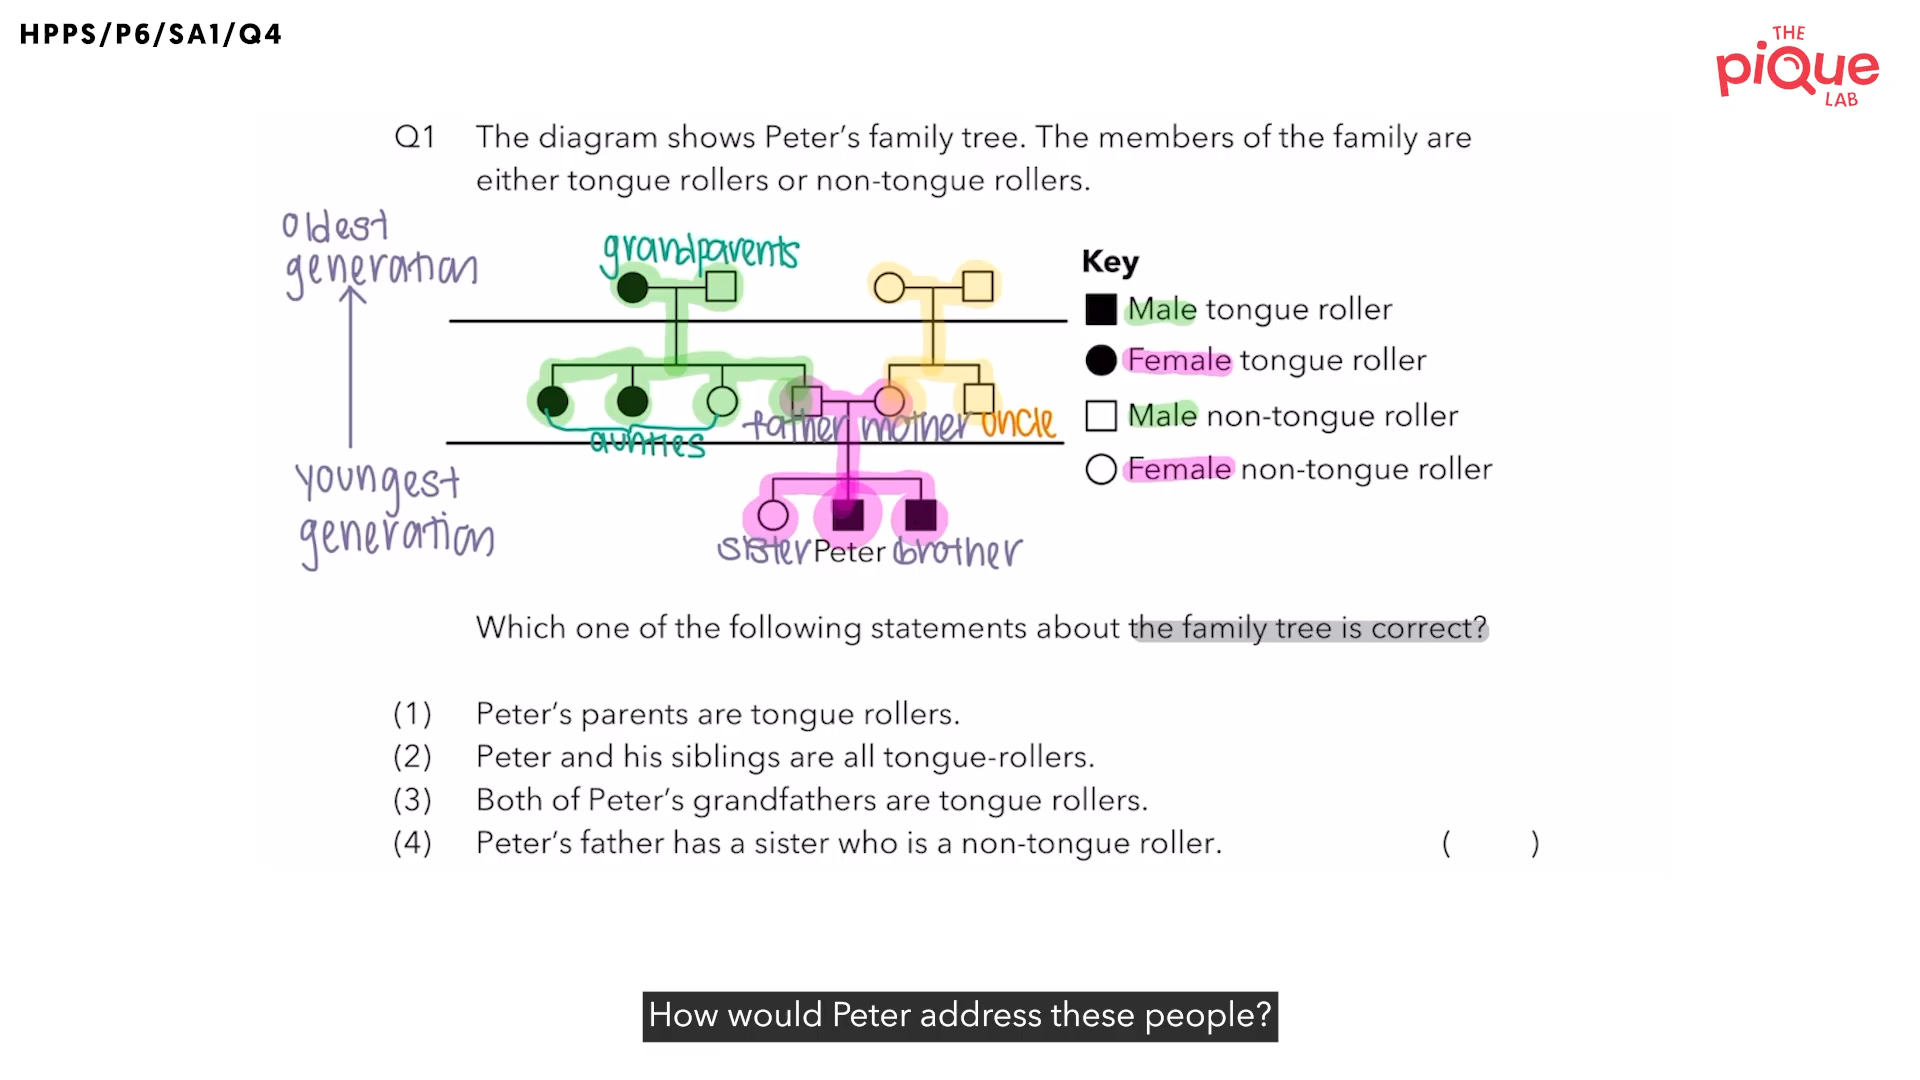 HPPS/P6/SA1/Q4
THE
piQue
LAB
Q1 The diagram shows Peter's family tree. The members of the family are
either tongue rollers or non-tongue rollers.
oldest
generation
grandparents
Key
Male tongue roller
Female tongue roller
Male non-tongue roller
Female non-tongue roller
aunties
father mother uncle
youngest
generation
sister Peter brother
Which one of the following statements about the family tree is correct?
(1) Peter's parents are tongue rollers.
(2) Peter and his siblings are all tongue-rollers.
(3) Both of Peter's grandfathers are tongue rollers.
(4) Peter's father has a sister who is a non-tongue roller. ( )
How would Peter address these people?